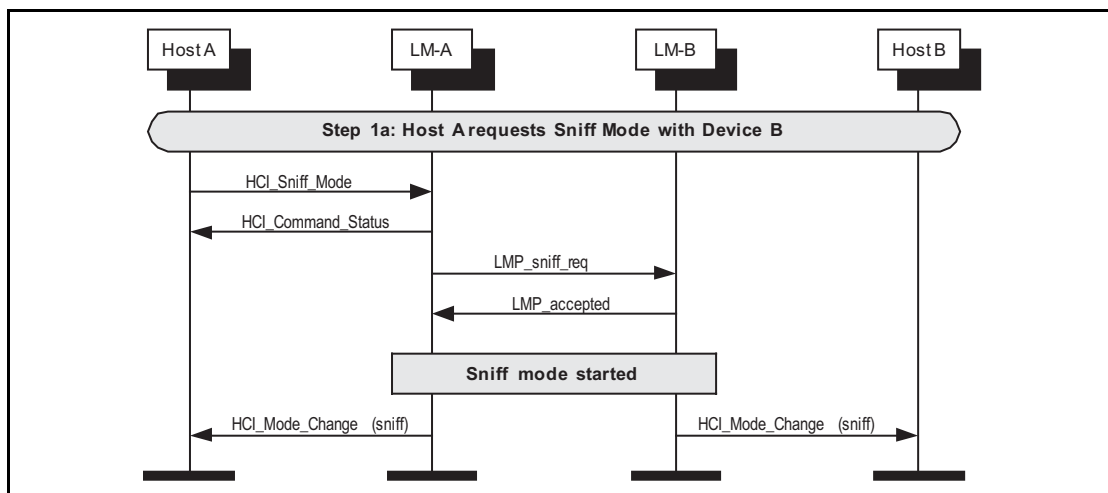 Host A
LM-A
LM-B
Host B
Step 1a: Host A requests Sniff Mode with Device B
HCI_Sniff_Mode
HCI_Command_Status
LMP_sniff_req
LMP_accepted
Sniff mode started
HCI_Mode_Change (sniff)
HCI_Mode_Change (sniff)